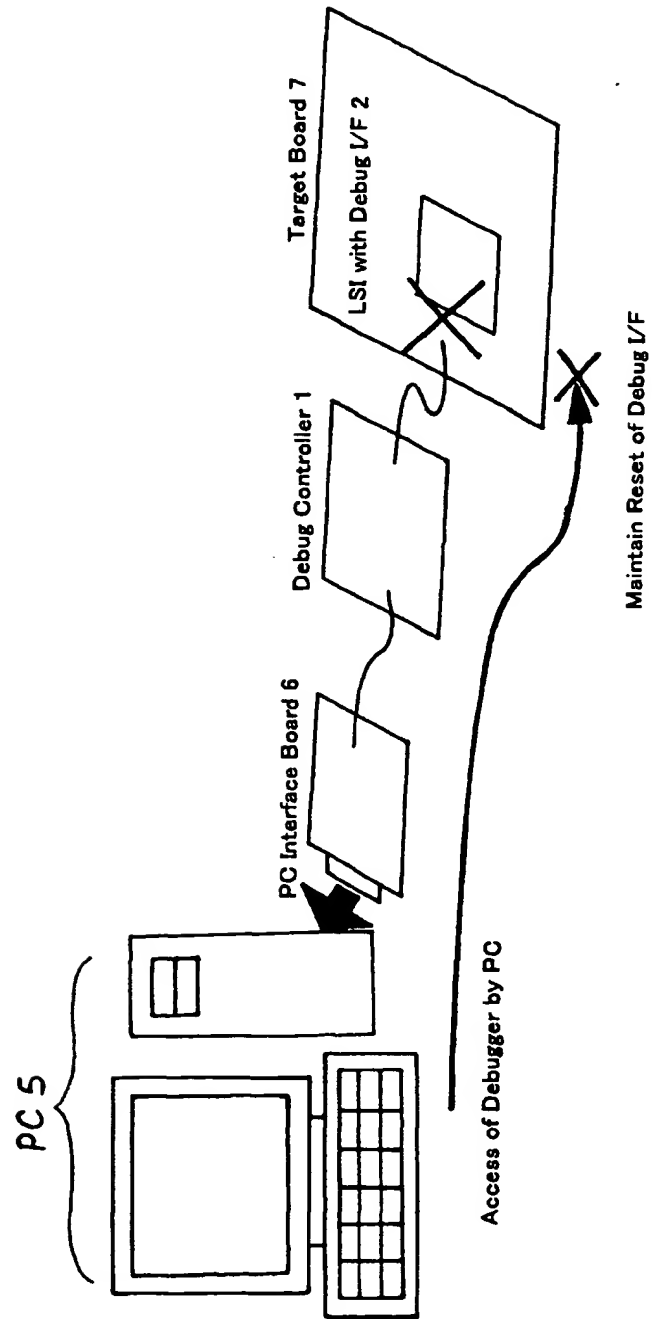 PC 5
PC Interface Board 6
Debug Controller 1
Target Board 7
LSI with Debug I/F 2
Access of Debugger by PC
Maintain Reset of Debug I/F